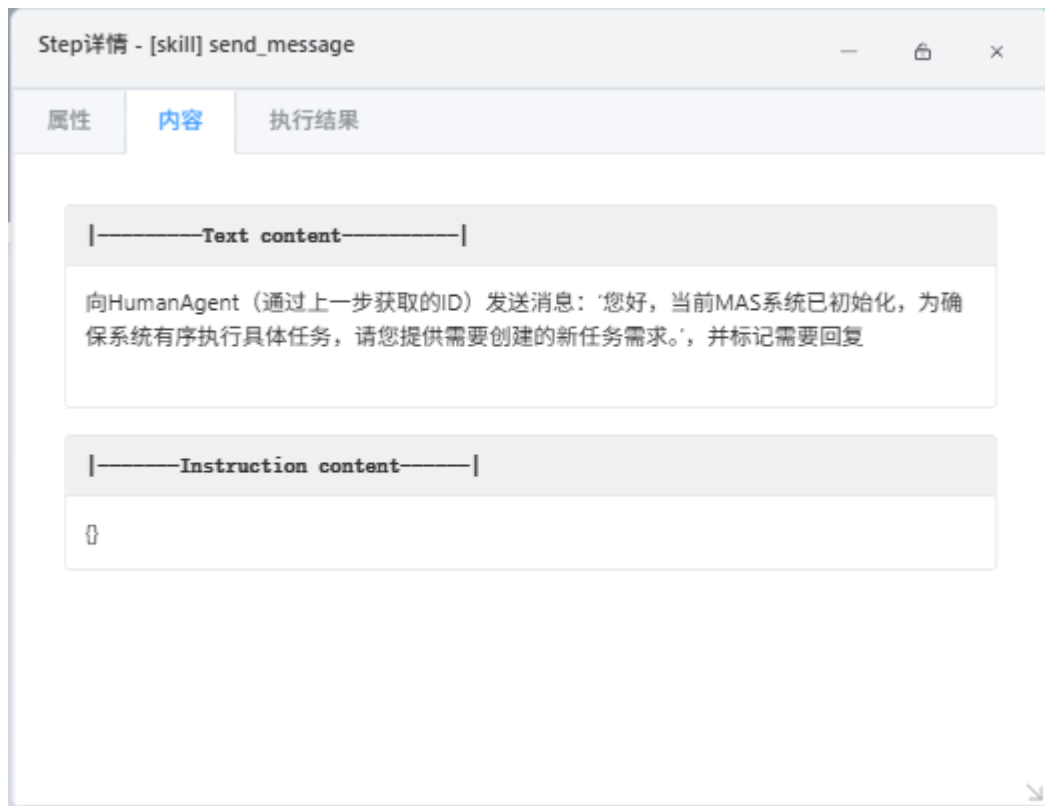 Step详情 - [skill] send_message
属性 内容 执行结果
|---------Text content----------|
向HumanAgent（通过上一步获取的ID）发送消息：'您好，当前MAS系统已初始化，为确
保系统有序执行具体任务，请您提供需要创建的新任务需求。'，并标记需要回复
|-------Instruction content------|
{}